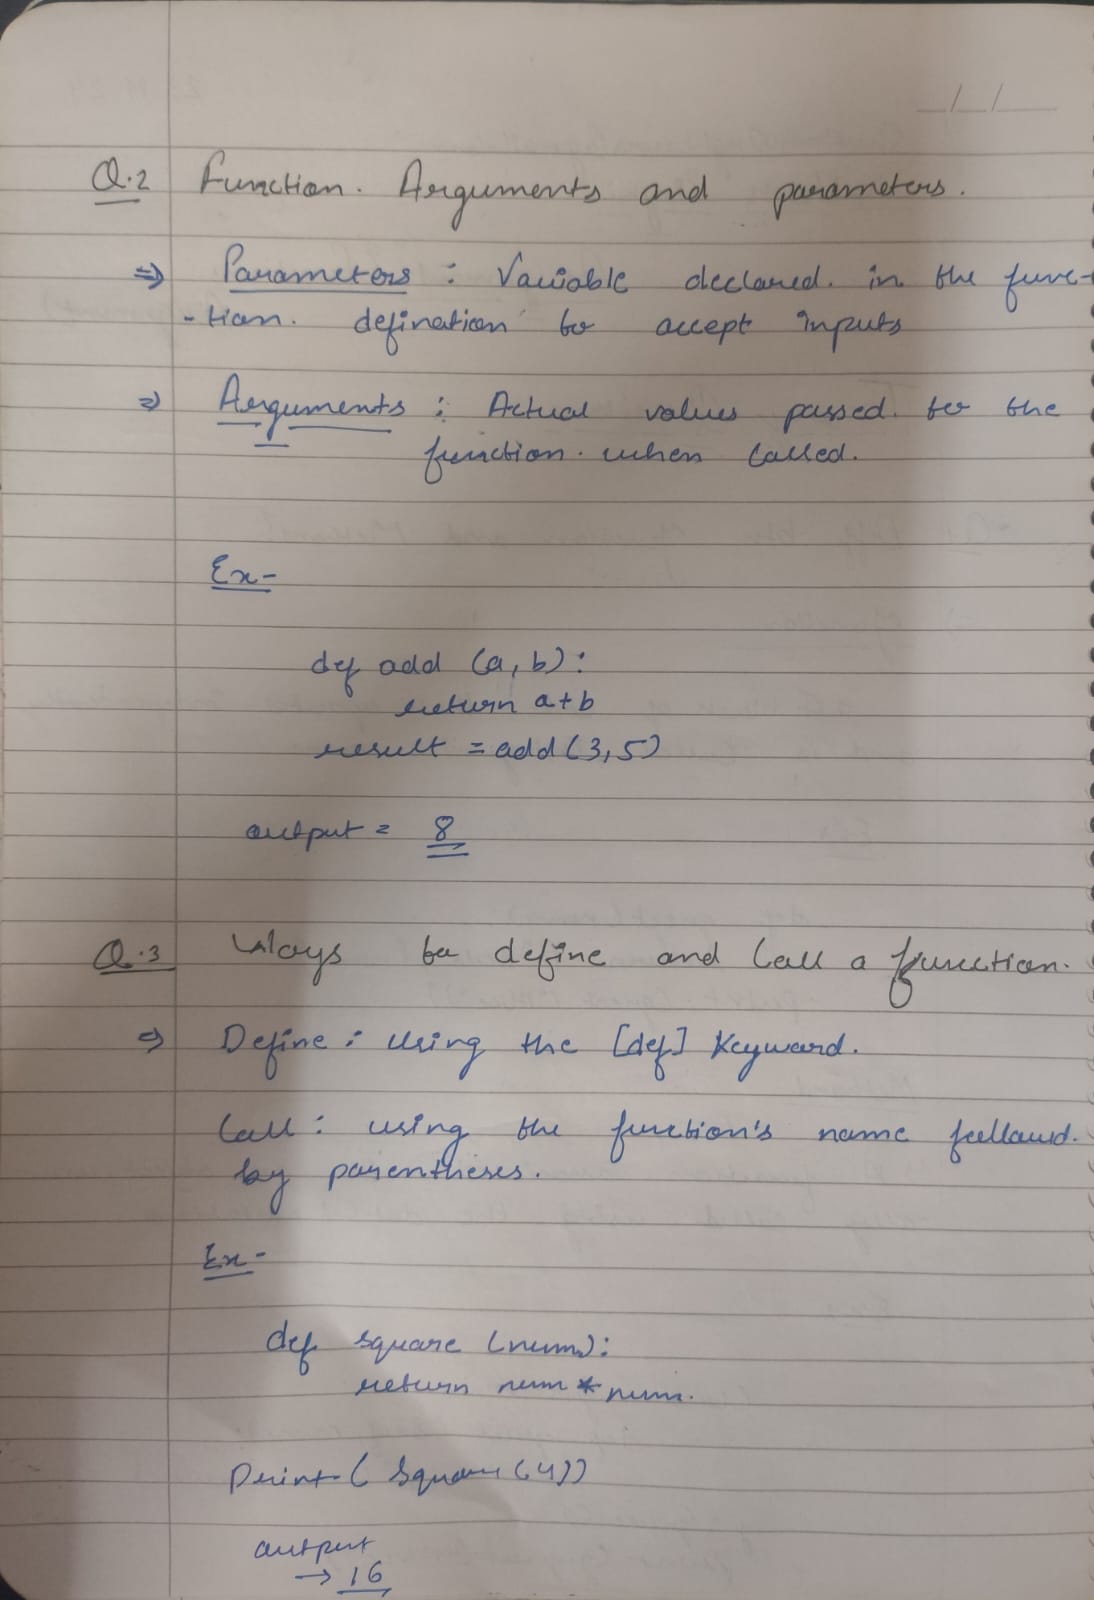 __/__/____
Q.2 Function. Arguments and parameters.
⇒ Parameters : Variable declared. in the func-
-tion. defination to accept inputs
⇒ Arguments : Actual values passed. to the
function. when called.
Ex-
def add (a, b):
return a+b
result = add(3,5)
output = 8
Q.3 Ways to define and call a function.
⇒ Define : Using the [def] Keyword.
Call : using the function's name followed.
by parentheses.
Ex-
def square (num):
return num * num.
Print ( square (4))
output
→ 16